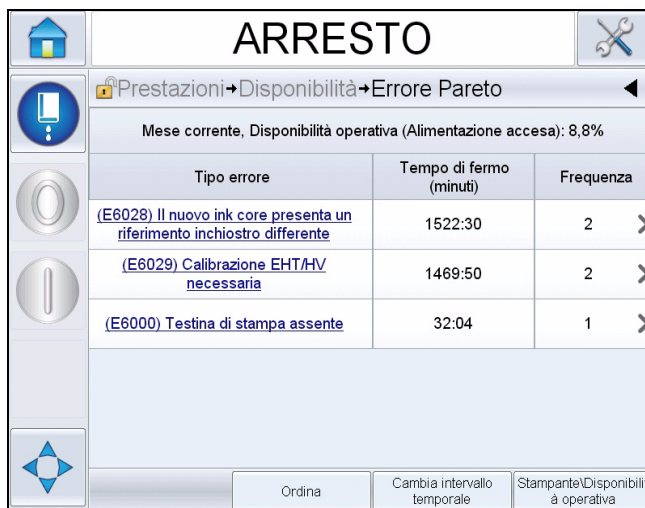 ARRESTO
Prestazioni→Disponibilità→Errore Pareto
Mese corrente, Disponibilità operativa (Alimentazione accesa): 8,8%
Tipo errore Tempo di fermo (minuti) Frequenza
(E6028) Il nuovo ink core presenta un
riferimento inchiostro differente
1522:30 2
(E6029) Calibrazione EHT/HV
necessaria
1469:50 2
(E6000) Testina di stampa assente 32:04 1
Ordina
Cambia intervallo
temporale
Stampante\Disponibili
à operativa